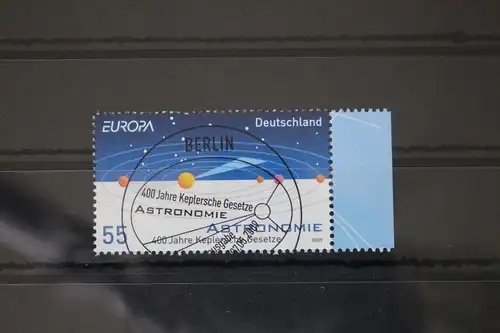 EUROPA
Deutschland
BERLIN
400 Jahre Keplersche Gesetze
ASTRONOMIE
ASTRONOMIE
55
400 Jahre Keplersche Gesetze
2009